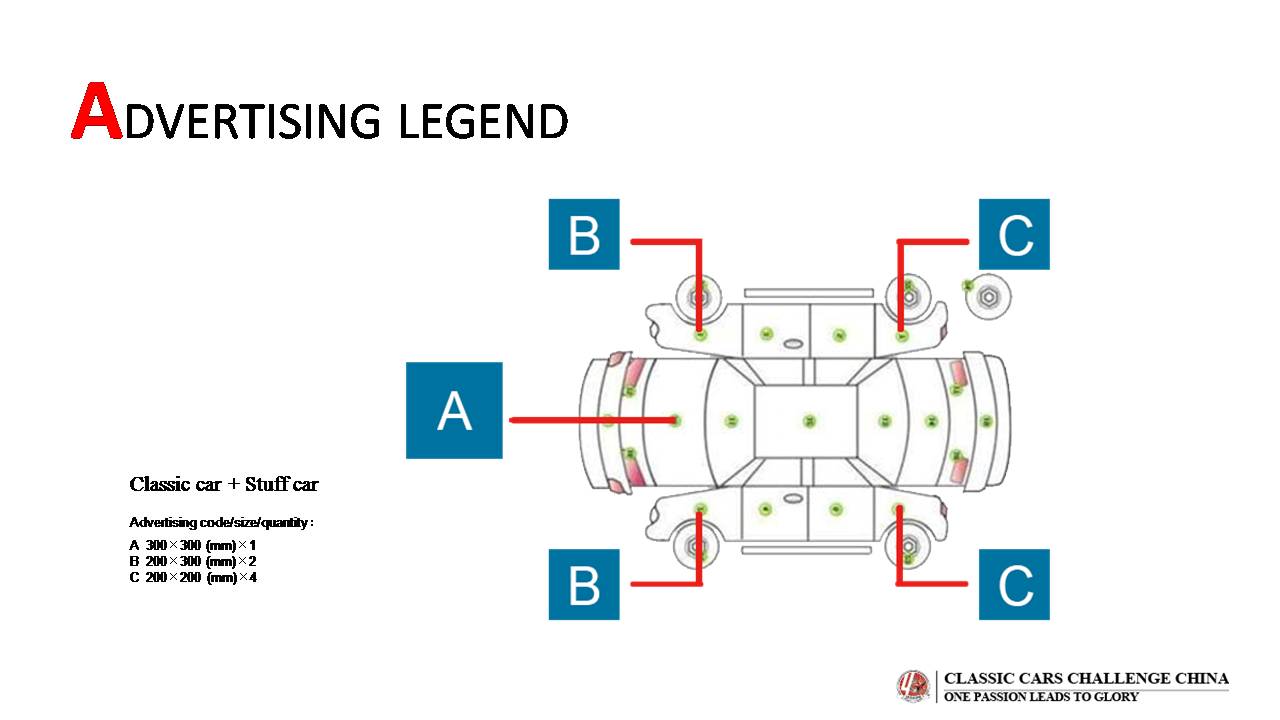 ADVERTISING LEGEND
B
C
A
Classic car + Stuff car
Advertising code/size/quantity:
A 300×300 (mm)×1
B 200×300 (mm)×2
C 200×200 (mm)×4
B
C
CLASSIC CARS CHALLENGE CHINA
ONE PASSION LEADS TO GLORY